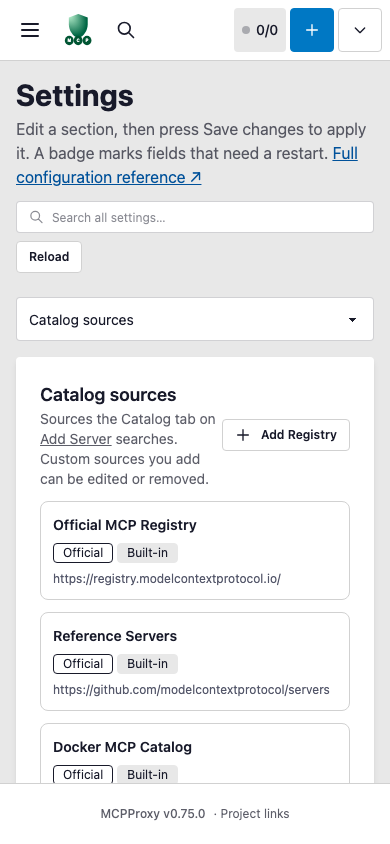 MCP
0/0
Settings
Edit a section, then press Save changes to apply
it. A badge marks fields that need a restart. Full
configuration reference ↗
Search all settings…
Reload
Catalog sources
Catalog sources
Sources the Catalog tab on
Add Server searches.
Custom sources you add
can be edited or removed.
Add Registry
Official MCP Registry
Official
Built-in
https://registry.modelcontextprotocol.io/
Reference Servers
Official
Built-in
https://github.com/modelcontextprotocol/servers
Docker MCP Catalog
Official
Built-in
MCPProxy v0.75.0 · Project links